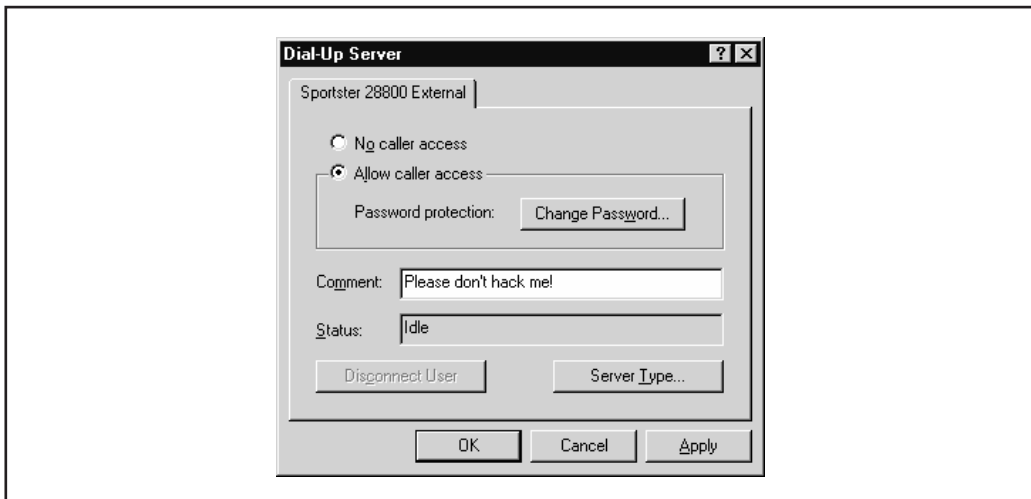 Dial-Up Server
Sportster 28800 External
No caller access
Allow caller access
Password protection: Change Password...
Comment: Please don't hack me!
Status: Idle
Disconnect User Server Type...
OK Cancel Apply